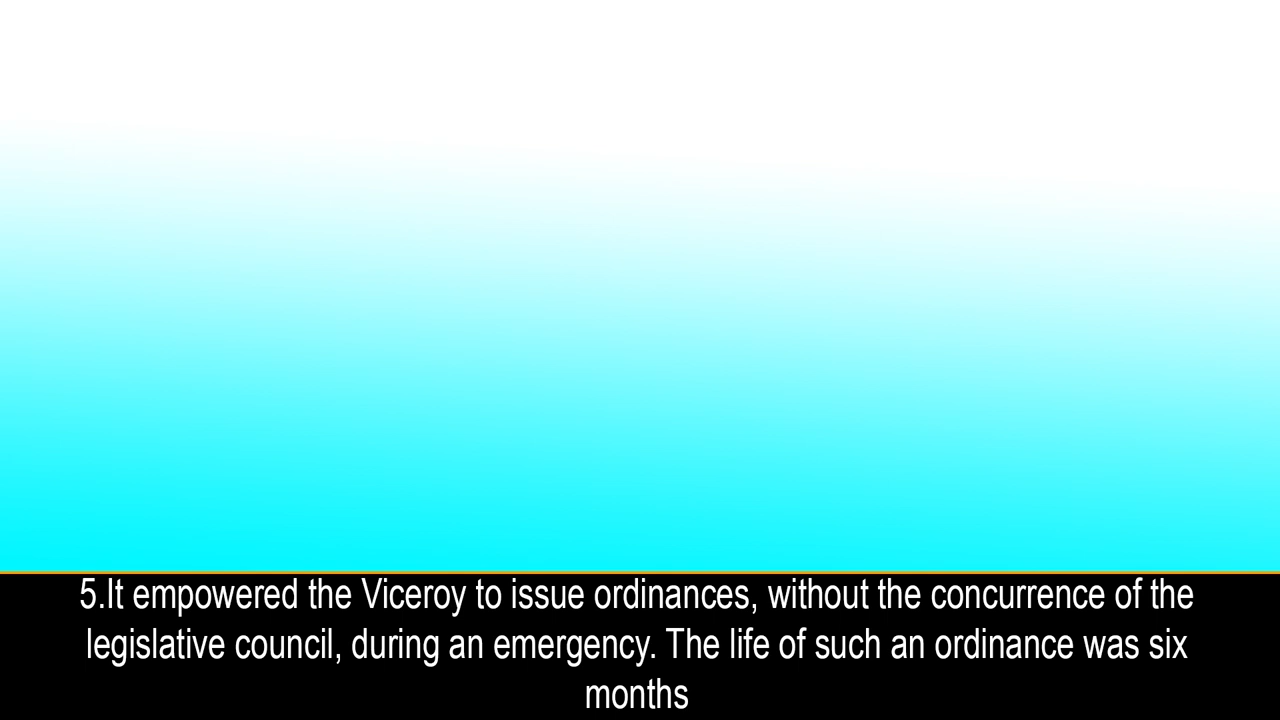 5.It empowered the Viceroy to issue ordinances, without the concurrence of the
legislative council, during an emergency. The life of such an ordinance was six
months